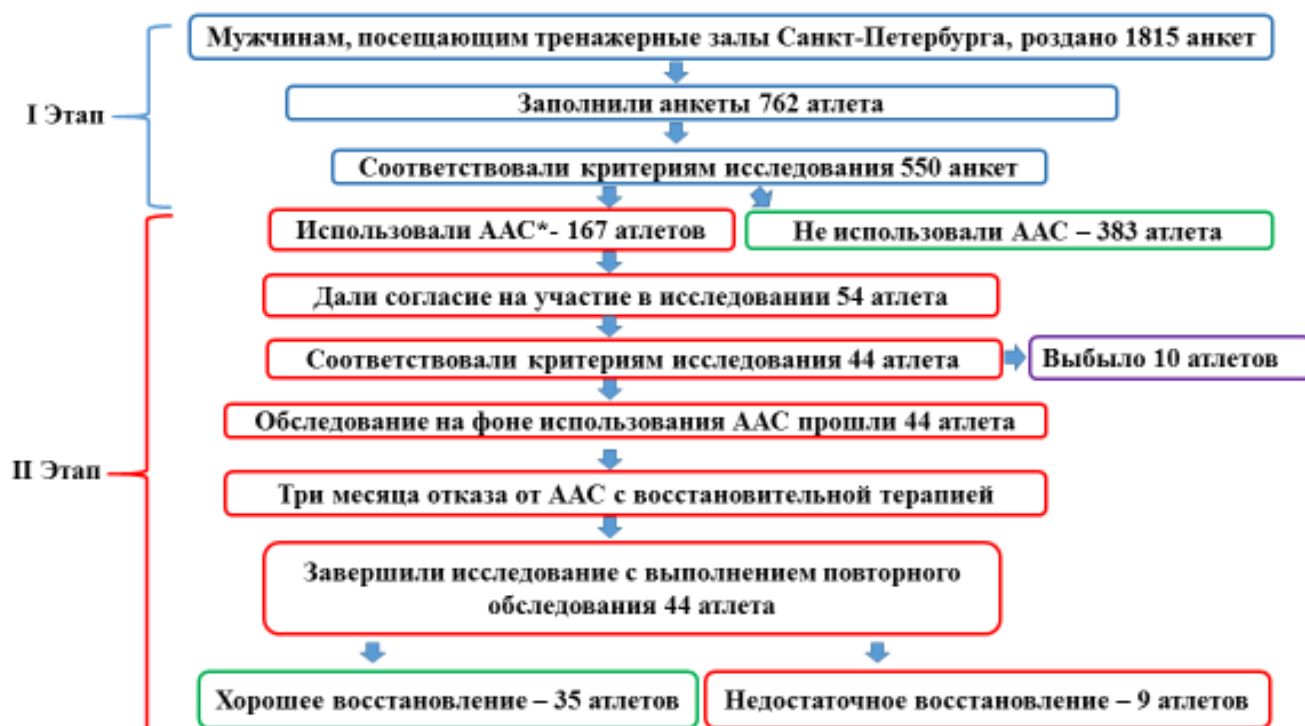 Мужчинам, посещающим тренажерные залы Санкт-Петербурга, роздано 1815 анкет
I Этап
Заполнили анкеты 762 атлета
Соответствовали критериям исследования 550 анкет
Использовали ААС*- 167 атлетов
Не использовали ААС – 383 атлета
Дали согласие на участие в исследовании 54 атлета
Соответствовали критериям исследования 44 атлета
Выбыло 10 атлетов
Обследование на фоне использования ААС прошли 44 атлета
II Этап
Три месяца отказа от ААС с восстановительной терапией
Завершили исследование с выполнением повторного
обследования 44 атлета
Хорошее восстановление – 35 атлетов
Недостаточное восстановление – 9 атлетов